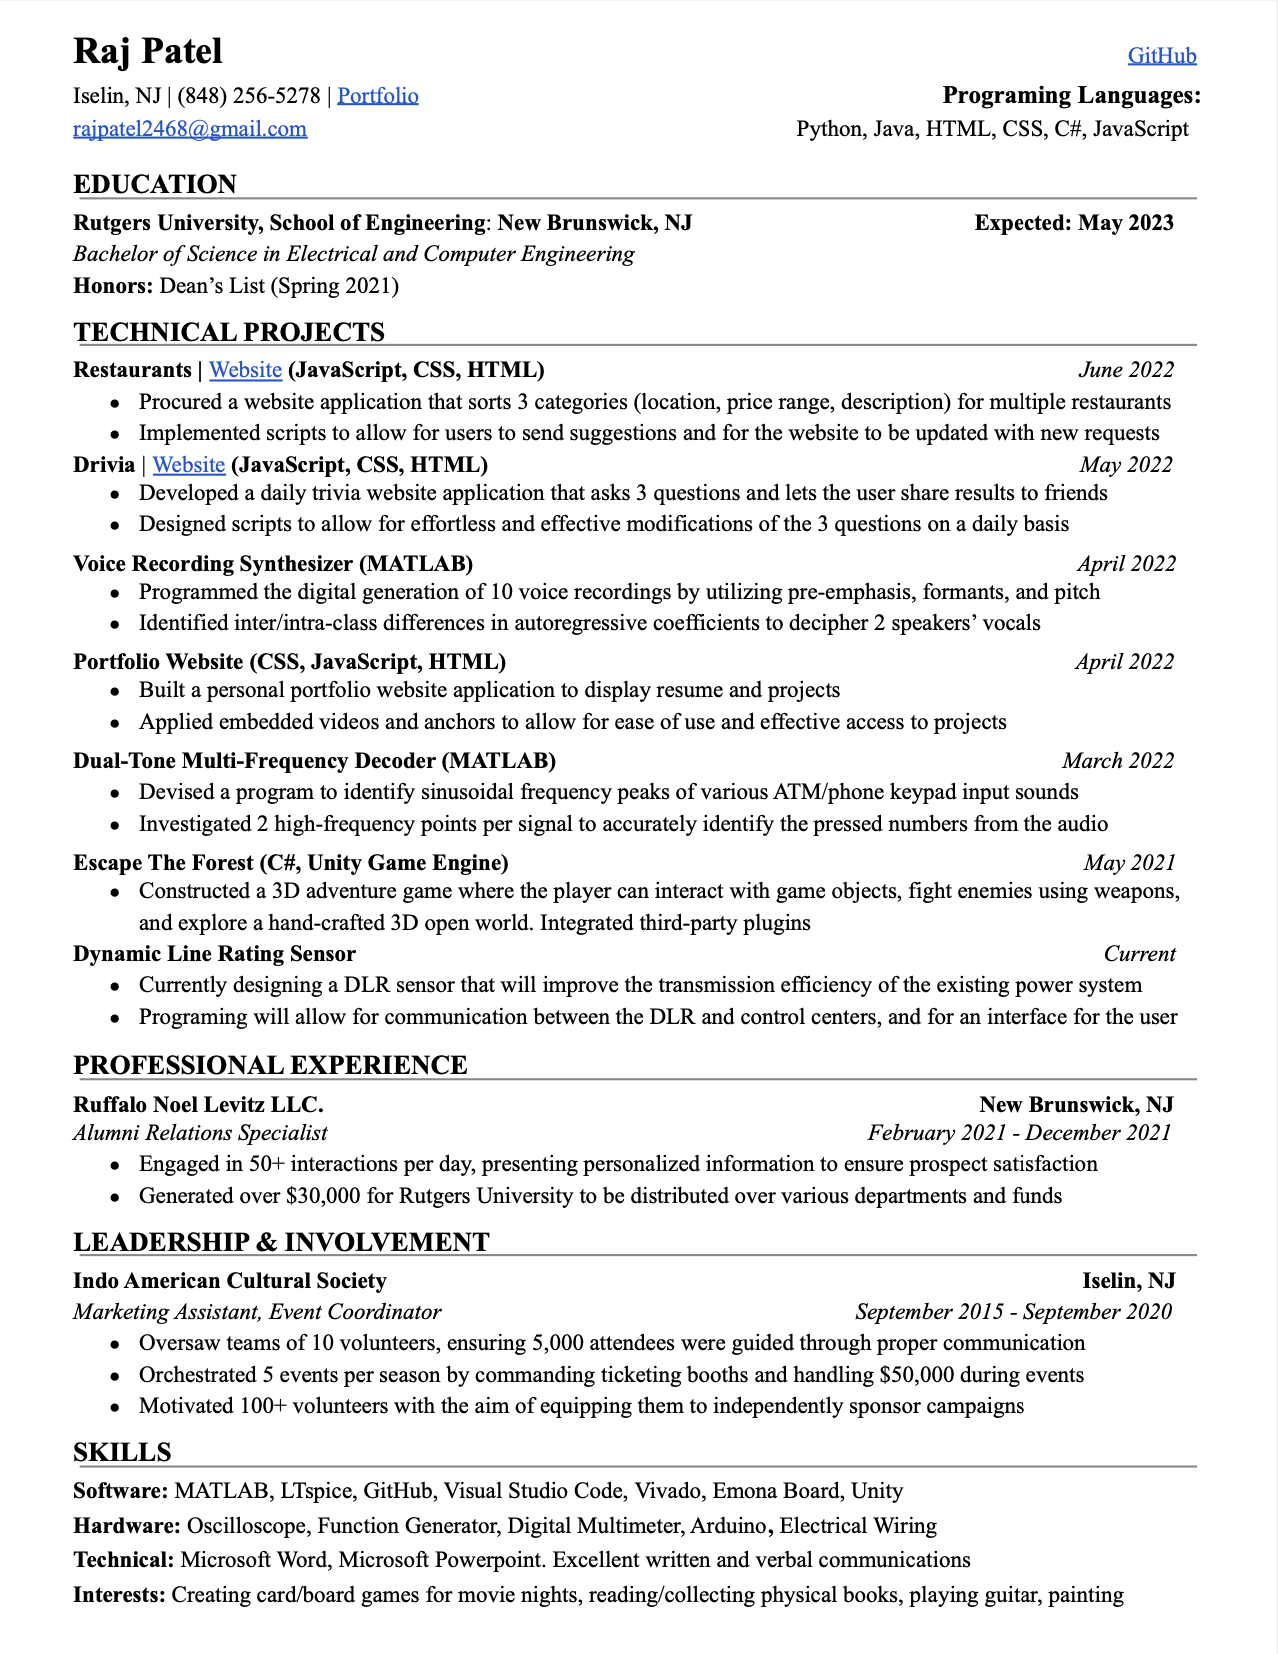 Raj Patel
GitHub
Iselin, NJ | (848) 256-5278 | Portfolio
Programing Languages:
rajpatel2468@gmail.com
Python, Java, HTML, CSS, C#, JavaScript
EDUCATION
Rutgers University, School of Engineering: New Brunswick, NJ Expected: May 2023
Bachelor of Science in Electrical and Computer Engineering
Honors: Dean’s List (Spring 2021)
TECHNICAL PROJECTS
Restaurants | Website (JavaScript, CSS, HTML) June 2022
● Procured a website application that sorts 3 categories (location, price range, description) for multiple restaurants
● Implemented scripts to allow for users to send suggestions and for the website to be updated with new requests
Drivia | Website (JavaScript, CSS, HTML) May 2022
● Developed a daily trivia website application that asks 3 questions and lets the user share results to friends
● Designed scripts to allow for effortless and effective modifications of the 3 questions on a daily basis
Voice Recording Synthesizer (MATLAB) April 2022
● Programmed the digital generation of 10 voice recordings by utilizing pre-emphasis, formants, and pitch
● Identified inter/intra-class differences in autoregressive coefficients to decipher 2 speakers’ vocals
Portfolio Website (CSS, JavaScript, HTML) April 2022
● Built a personal portfolio website application to display resume and projects
● Applied embedded videos and anchors to allow for ease of use and effective access to projects
Dual-Tone Multi-Frequency Decoder (MATLAB) March 2022
● Devised a program to identify sinusoidal frequency peaks of various ATM/phone keypad input sounds
● Investigated 2 high-frequency points per signal to accurately identify the pressed numbers from the audio
Escape The Forest (C#, Unity Game Engine) May 2021
● Constructed a 3D adventure game where the player can interact with game objects, fight enemies using weapons,
and explore a hand-crafted 3D open world. Integrated third-party plugins
Dynamic Line Rating Sensor Current
● Currently designing a DLR sensor that will improve the transmission efficiency of the existing power system
● Programing will allow for communication between the DLR and control centers, and for an interface for the user
PROFESSIONAL EXPERIENCE
Ruffalo Noel Levitz LLC. New Brunswick, NJ
Alumni Relations Specialist February 2021 - December 2021
● Engaged in 50+ interactions per day, presenting personalized information to ensure prospect satisfaction
● Generated over $30,000 for Rutgers University to be distributed over various departments and funds
LEADERSHIP & INVOLVEMENT
Indo American Cultural Society Iselin, NJ
Marketing Assistant, Event Coordinator September 2015 - September 2020
● Oversaw teams of 10 volunteers, ensuring 5,000 attendees were guided through proper communication
● Orchestrated 5 events per season by commanding ticketing booths and handling $50,000 during events
● Motivated 100+ volunteers with the aim of equipping them to independently sponsor campaigns
SKILLS
Software: MATLAB, LTspice, GitHub, Visual Studio Code, Vivado, Emona Board, Unity
Hardware: Oscilloscope, Function Generator, Digital Multimeter, Arduino, Electrical Wiring
Technical: Microsoft Word, Microsoft Powerpoint. Excellent written and verbal communications
Interests: Creating card/board games for movie nights, reading/collecting physical books, playing guitar, painting